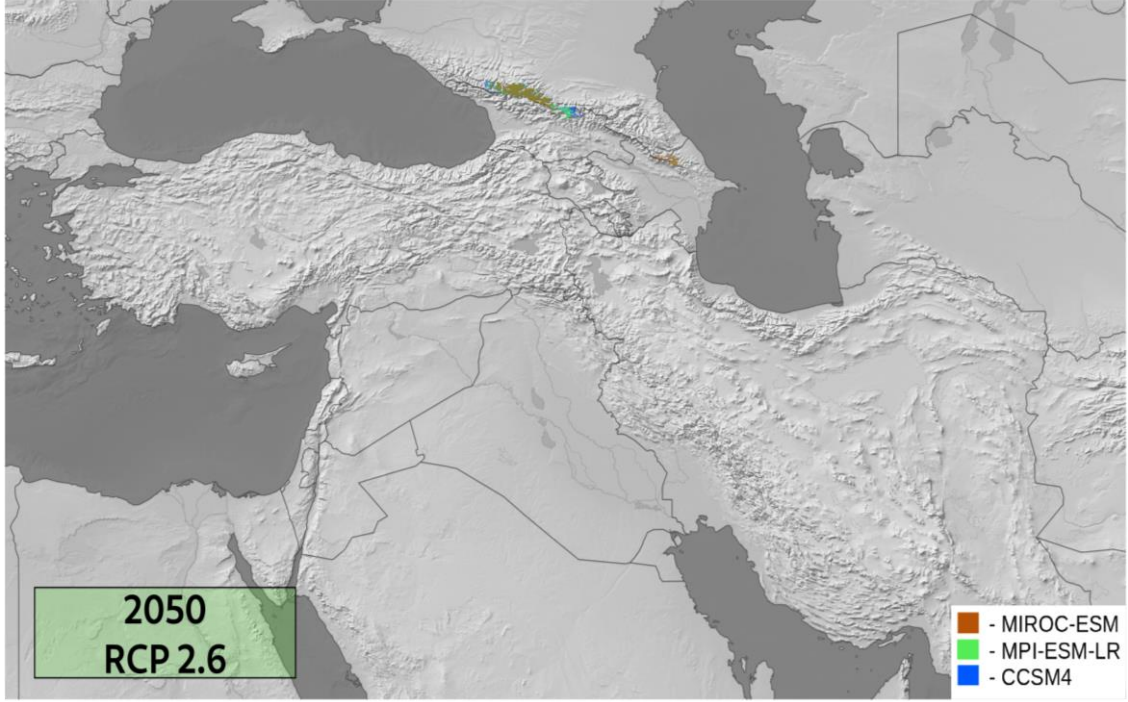 2050
RCP 2.6
- MIROC-ESM
- MPI-ESM-LR
- CCSM4